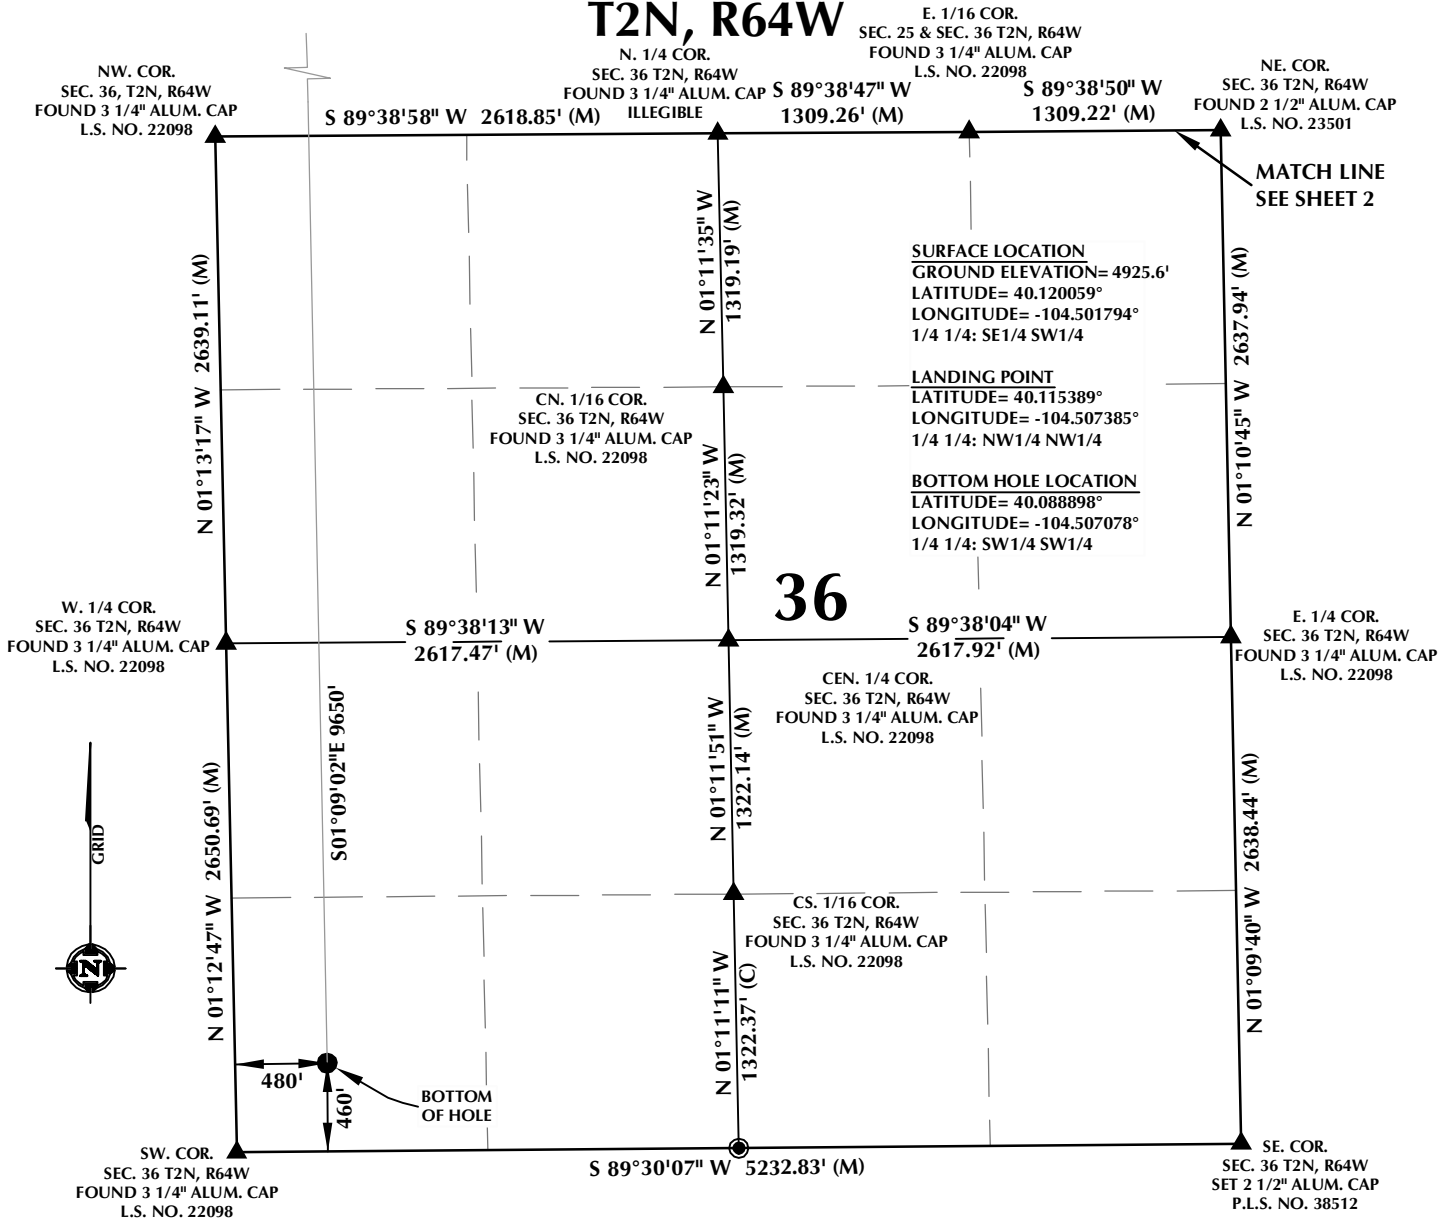 T2N, R64W
NW. COR.
SEC. 36, T2N, R64W
FOUND 3 1/4" ALUM. CAP
L.S. NO. 22098
N. 1/4 COR.
SEC. 36 T2N, R64W
FOUND 3 1/4" ALUM. CAP
ILLEGIBLE
E. 1/16 COR.
SEC. 25 & SEC. 36 T2N, R64W
FOUND 3 1/4" ALUM. CAP
L.S. NO. 22098
NE. COR.
SEC. 36 T2N, R64W
FOUND 2 1/2" ALUM. CAP
L.S. NO. 23501
S 89°38'58" W 2618.85' (M)
S 89°38'47" W
1309.26' (M)
S 89°38'50" W
1309.22' (M)
MATCH LINE
SEE SHEET 2
N 01°13'17" W 2639.11' (M)
N 01°11'35" W
1319.19' (M)
SURFACE LOCATION
GROUND ELEVATION= 4925.6'
LATITUDE= 40.120059°
LONGITUDE= -104.501794°
1/4 1/4: SE1/4 SW1/4
LANDING POINT
LATITUDE= 40.115389°
LONGITUDE= -104.507385°
1/4 1/4: NW1/4 NW1/4
BOTTOM HOLE LOCATION
LATITUDE= 40.088898°
LONGITUDE= -104.507078°
1/4 1/4: SW1/4 SW1/4
N 01°10'45" W 2637.94' (M)
CN. 1/16 COR.
SEC. 36 T2N, R64W
FOUND 3 1/4" ALUM. CAP
L.S. NO. 22098
N 01°11'23" W
1319.32' (M)
36
W. 1/4 COR.
SEC. 36 T2N, R64W
FOUND 3 1/4" ALUM. CAP
L.S. NO. 22098
S 89°38'13" W
2617.47' (M)
S 89°38'04" W
2617.92' (M)
E. 1/4 COR.
SEC. 36 T2N, R64W
FOUND 3 1/4" ALUM. CAP
L.S. NO. 22098
CEN. 1/4 COR.
SEC. 36 T2N, R64W
FOUND 3 1/4" ALUM. CAP
L.S. NO. 22098
S01°09'02"E 9650'
N 01°11'51" W
1322.14' (M)
GRID
N
N 01°12'47" W 2650.69' (M)
N 01°09'40" W 2638.44' (M)
CS. 1/16 COR.
SEC. 36 T2N, R64W
FOUND 3 1/4" ALUM. CAP
L.S. NO. 22098
N 01°11'11" W
1322.37' (C)
480'
460'
BOTTOM
OF HOLE
SW. COR.
SEC. 36 T2N, R64W
FOUND 3 1/4" ALUM. CAP
L.S. NO. 22098
S 89°30'07" W 5232.83' (M)
SE. COR.
SEC. 36 T2N, R64W
SET 2 1/2" ALUM. CAP
P.L.S. NO. 38512